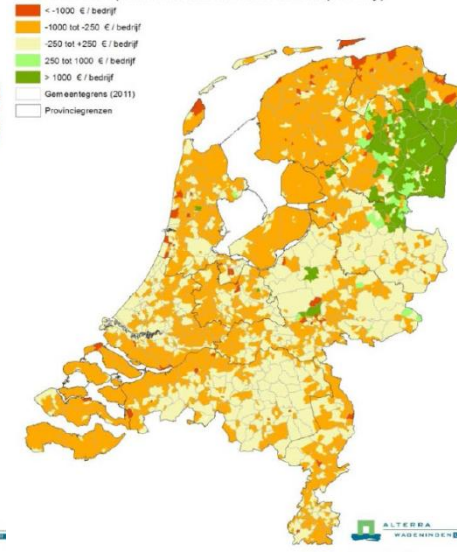 < -1000 € / bedrijf
-1000 tot -250 € / bedrijf
-250 tot +250 € / bedrijf
250 tot 1000 € / bedrijf
> 1000 € / bedrijf
Gemeentegrens (2011)
Provinciegrenzen
ALTERRA
WAGENINGEN